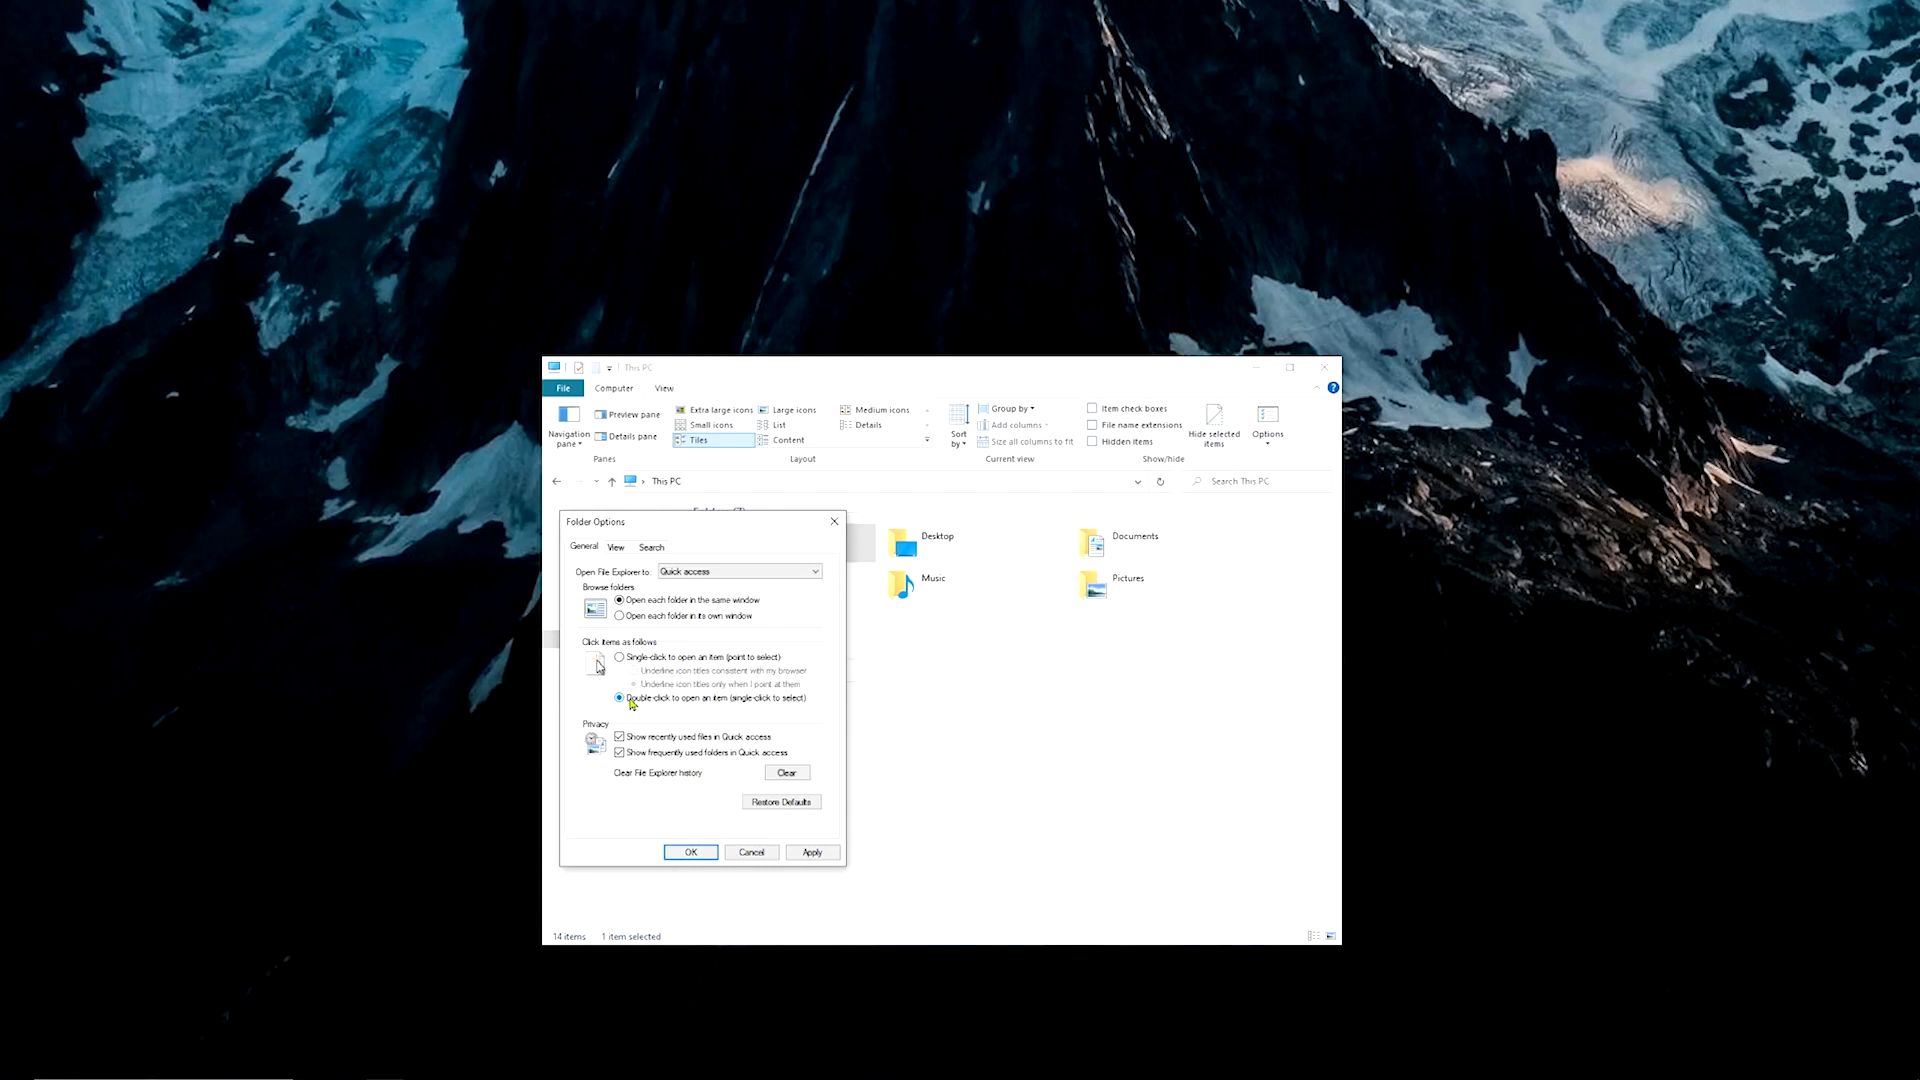 This PC
File Computer View
Navigation pane
Preview pane
Details pane
Extra large icons Large icons Medium icons
Small icons List Details
Tiles Content
Sort by
Group by
Add columns
Size all columns to fit
Item check boxes
File name extensions
Hidden items
Hide selected items
Options
Panes Layout Current view Show/hide
This PC
Search This PC
Folder Options
General View Search
Open File Explorer to: Quick access
Browse folders
Open each folder in the same window
Open each folder in its own window
Click items as follows
Single-click to open an item (point to select)
Underline icon titles consistent with my browser
Underline icon titles only when I point at them
Double-click to open an item (single-click to select)
Privacy
Show recently used files in Quick access
Show frequently used folders in Quick access
Clear File Explorer history Clear
Restore Defaults
OK Cancel Apply
Desktop Documents
Music Pictures
14 items 1 item selected